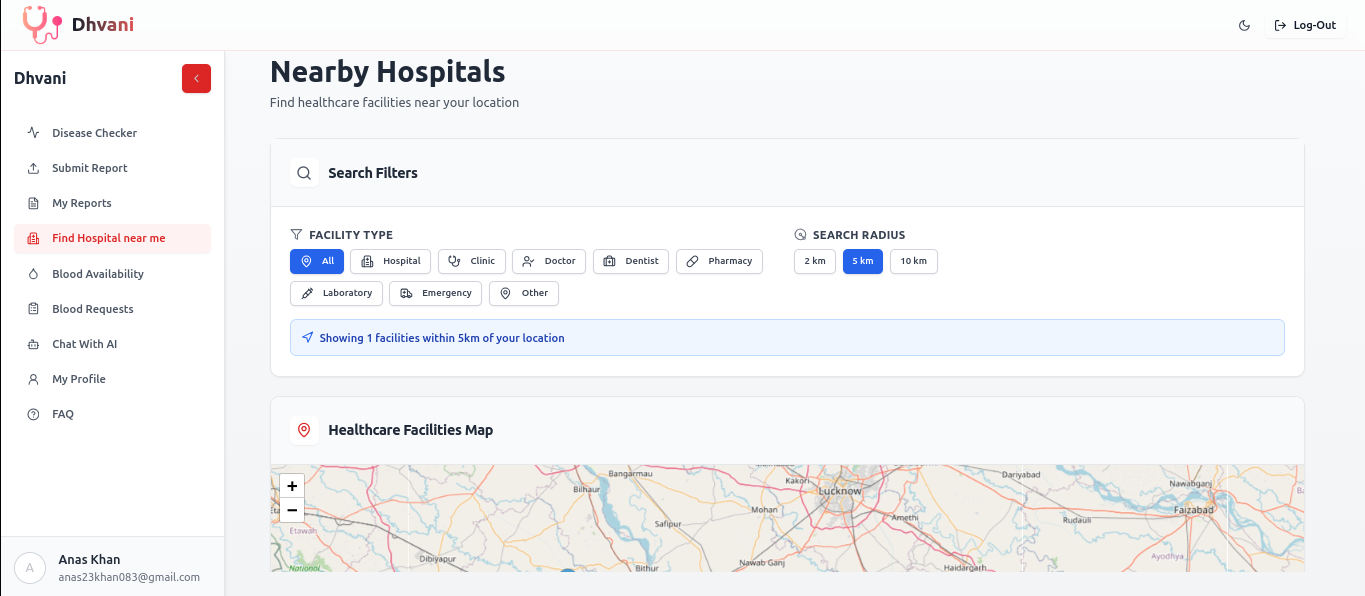 Dhvani
Log-Out
Dhvani
Disease Checker
Submit Report
My Reports
Find Hospital near me
Blood Availability
Blood Requests
Chat With AI
My Profile
FAQ
A
Anas Khan
anas23khan083@gmail.com
Nearby Hospitals
Find healthcare facilities near your location
Search Filters
FACILITY TYPE
All Hospital Clinic Doctor Dentist Pharmacy
Laboratory Emergency Other
SEARCH RADIUS
2 km 5 km 10 km
Showing 1 facilities within 5km of your location
Healthcare Facilities Map
+
−
Bangarmau
Kakori
Dariyabad
Bilhaur
Lucknow
Nawabganj
Mohan
Amethi
Faizabad
Safipur
Rudauli
Etawah
Dibiyapur
Ayodhya
National
Bithur
Nawab Ganj
Haidargarh